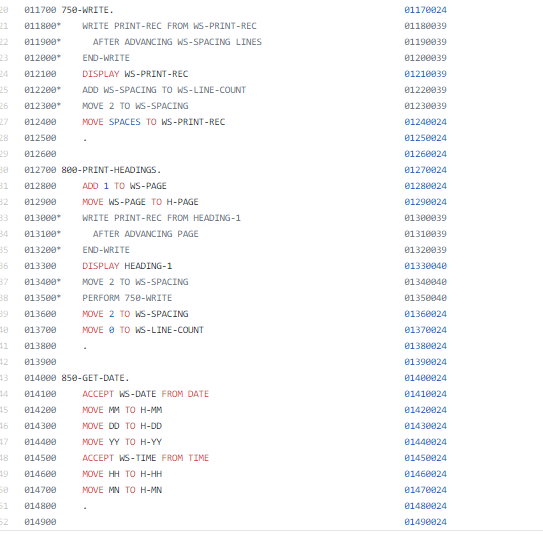 20 011700 750-WRITE. 01170024
21 011800* WRITE PRINT-REC FROM WS-PRINT-REC 01180039
22 011900* AFTER ADVANCING WS-SPACING LINES 01190039
23 012000* END-WRITE 01200039
24 012100 DISPLAY WS-PRINT-REC 01210039
25 012200* ADD WS-SPACING TO WS-LINE-COUNT 01220039
26 012300* MOVE 2 TO WS-SPACING 01230039
27 012400 MOVE SPACES TO WS-PRINT-REC 01240024
28 012500 . 01250024
29 012600 01260024
30 012700 800-PRINT-HEADINGS. 01270024
31 012800 ADD 1 TO WS-PAGE 01280024
32 012900 MOVE WS-PAGE TO H-PAGE 01290024
33 013000* WRITE PRINT-REC FROM HEADING-1 01300039
34 013100* AFTER ADVANCING PAGE 01310039
35 013200* END-WRITE 01320039
36 013300 DISPLAY HEADING-1 01330040
37 013400* MOVE 2 TO WS-SPACING 01340040
38 013500* PERFORM 750-WRITE 01350040
39 013600 MOVE 2 TO WS-SPACING 01360024
40 013700 MOVE 0 TO WS-LINE-COUNT 01370024
41 013800 . 01380024
42 013900 01390024
43 014000 850-GET-DATE. 01400024
44 014100 ACCEPT WS-DATE FROM DATE 01410024
45 014200 MOVE MM TO H-MM 01420024
46 014300 MOVE DD TO H-DD 01430024
47 014400 MOVE YY TO H-YY 01440024
48 014500 ACCEPT WS-TIME FROM TIME 01450024
49 014600 MOVE HH TO H-HH 01460024
50 014700 MOVE MN TO H-MN 01470024
51 014800 . 01480024
52 014900 01490024